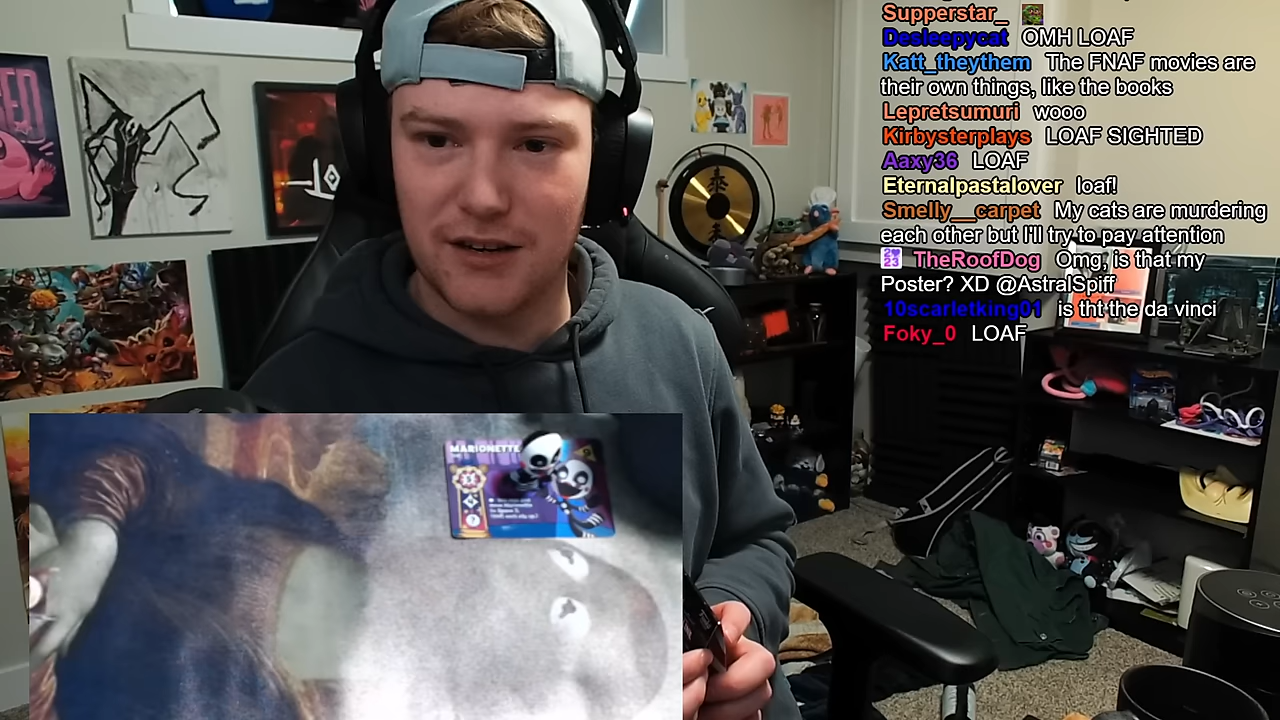 Supperstar_
Desleepycat OMH LOAF
Katt_theythem The FNAF movies are
their own things, like the books
Lepretsumuri wooo
Kirbysterplays LOAF SIGHTED
Aaxy36 LOAF
Eternalpastalover loaf!
Smelly__carpet My cats are murdering
each other but I'll try to pay attention
TheRoofDog Omg, is that my
Poster? XD @AstralSpiff
10scarletking01 is tht the da vinci
Foky_0 LOAF
MARIONETTE